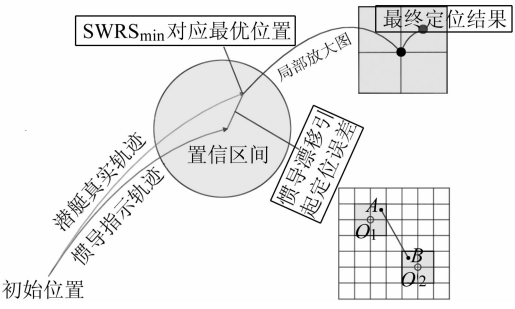 SWRSmin对应最优位置
最终定位结果
局部放大图
置信区间
惯导漂移引
起定位误差
潜艇真实轨迹
惯导指示轨迹
初始位置
A
O1
B
O2